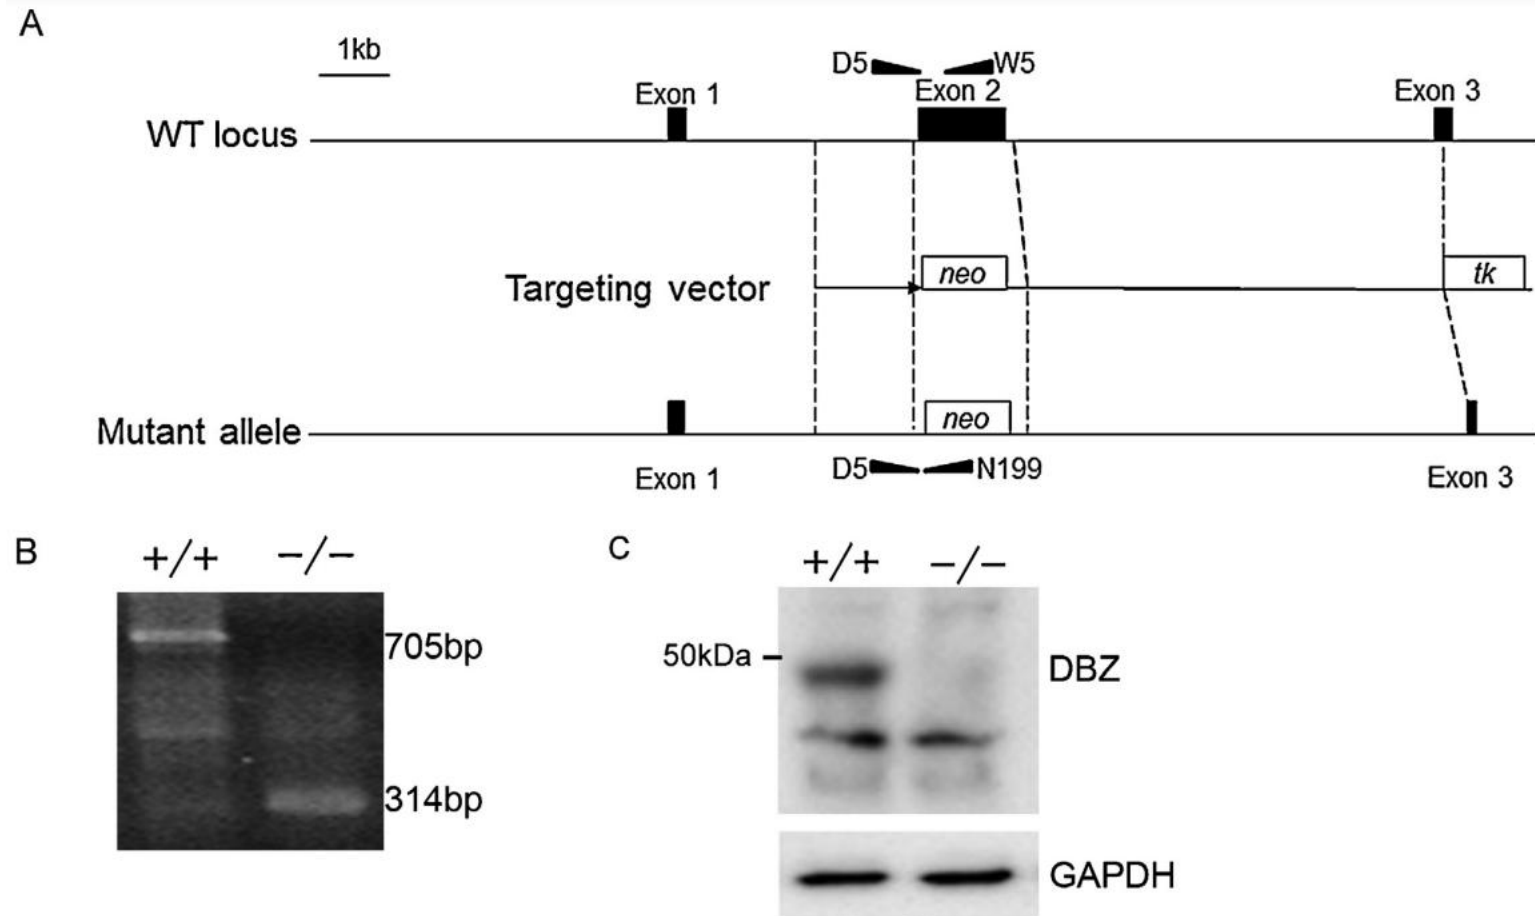 A
1kb
D5 W5
Exon 1 Exon 2 Exon 3
WT locus
Targeting vector neo tk
Mutant allele neo
D5 N199
Exon 1 Exon 3
B +/+ −/−
705bp
314bp
C +/+ −/−
50kDa DBZ
GAPDH